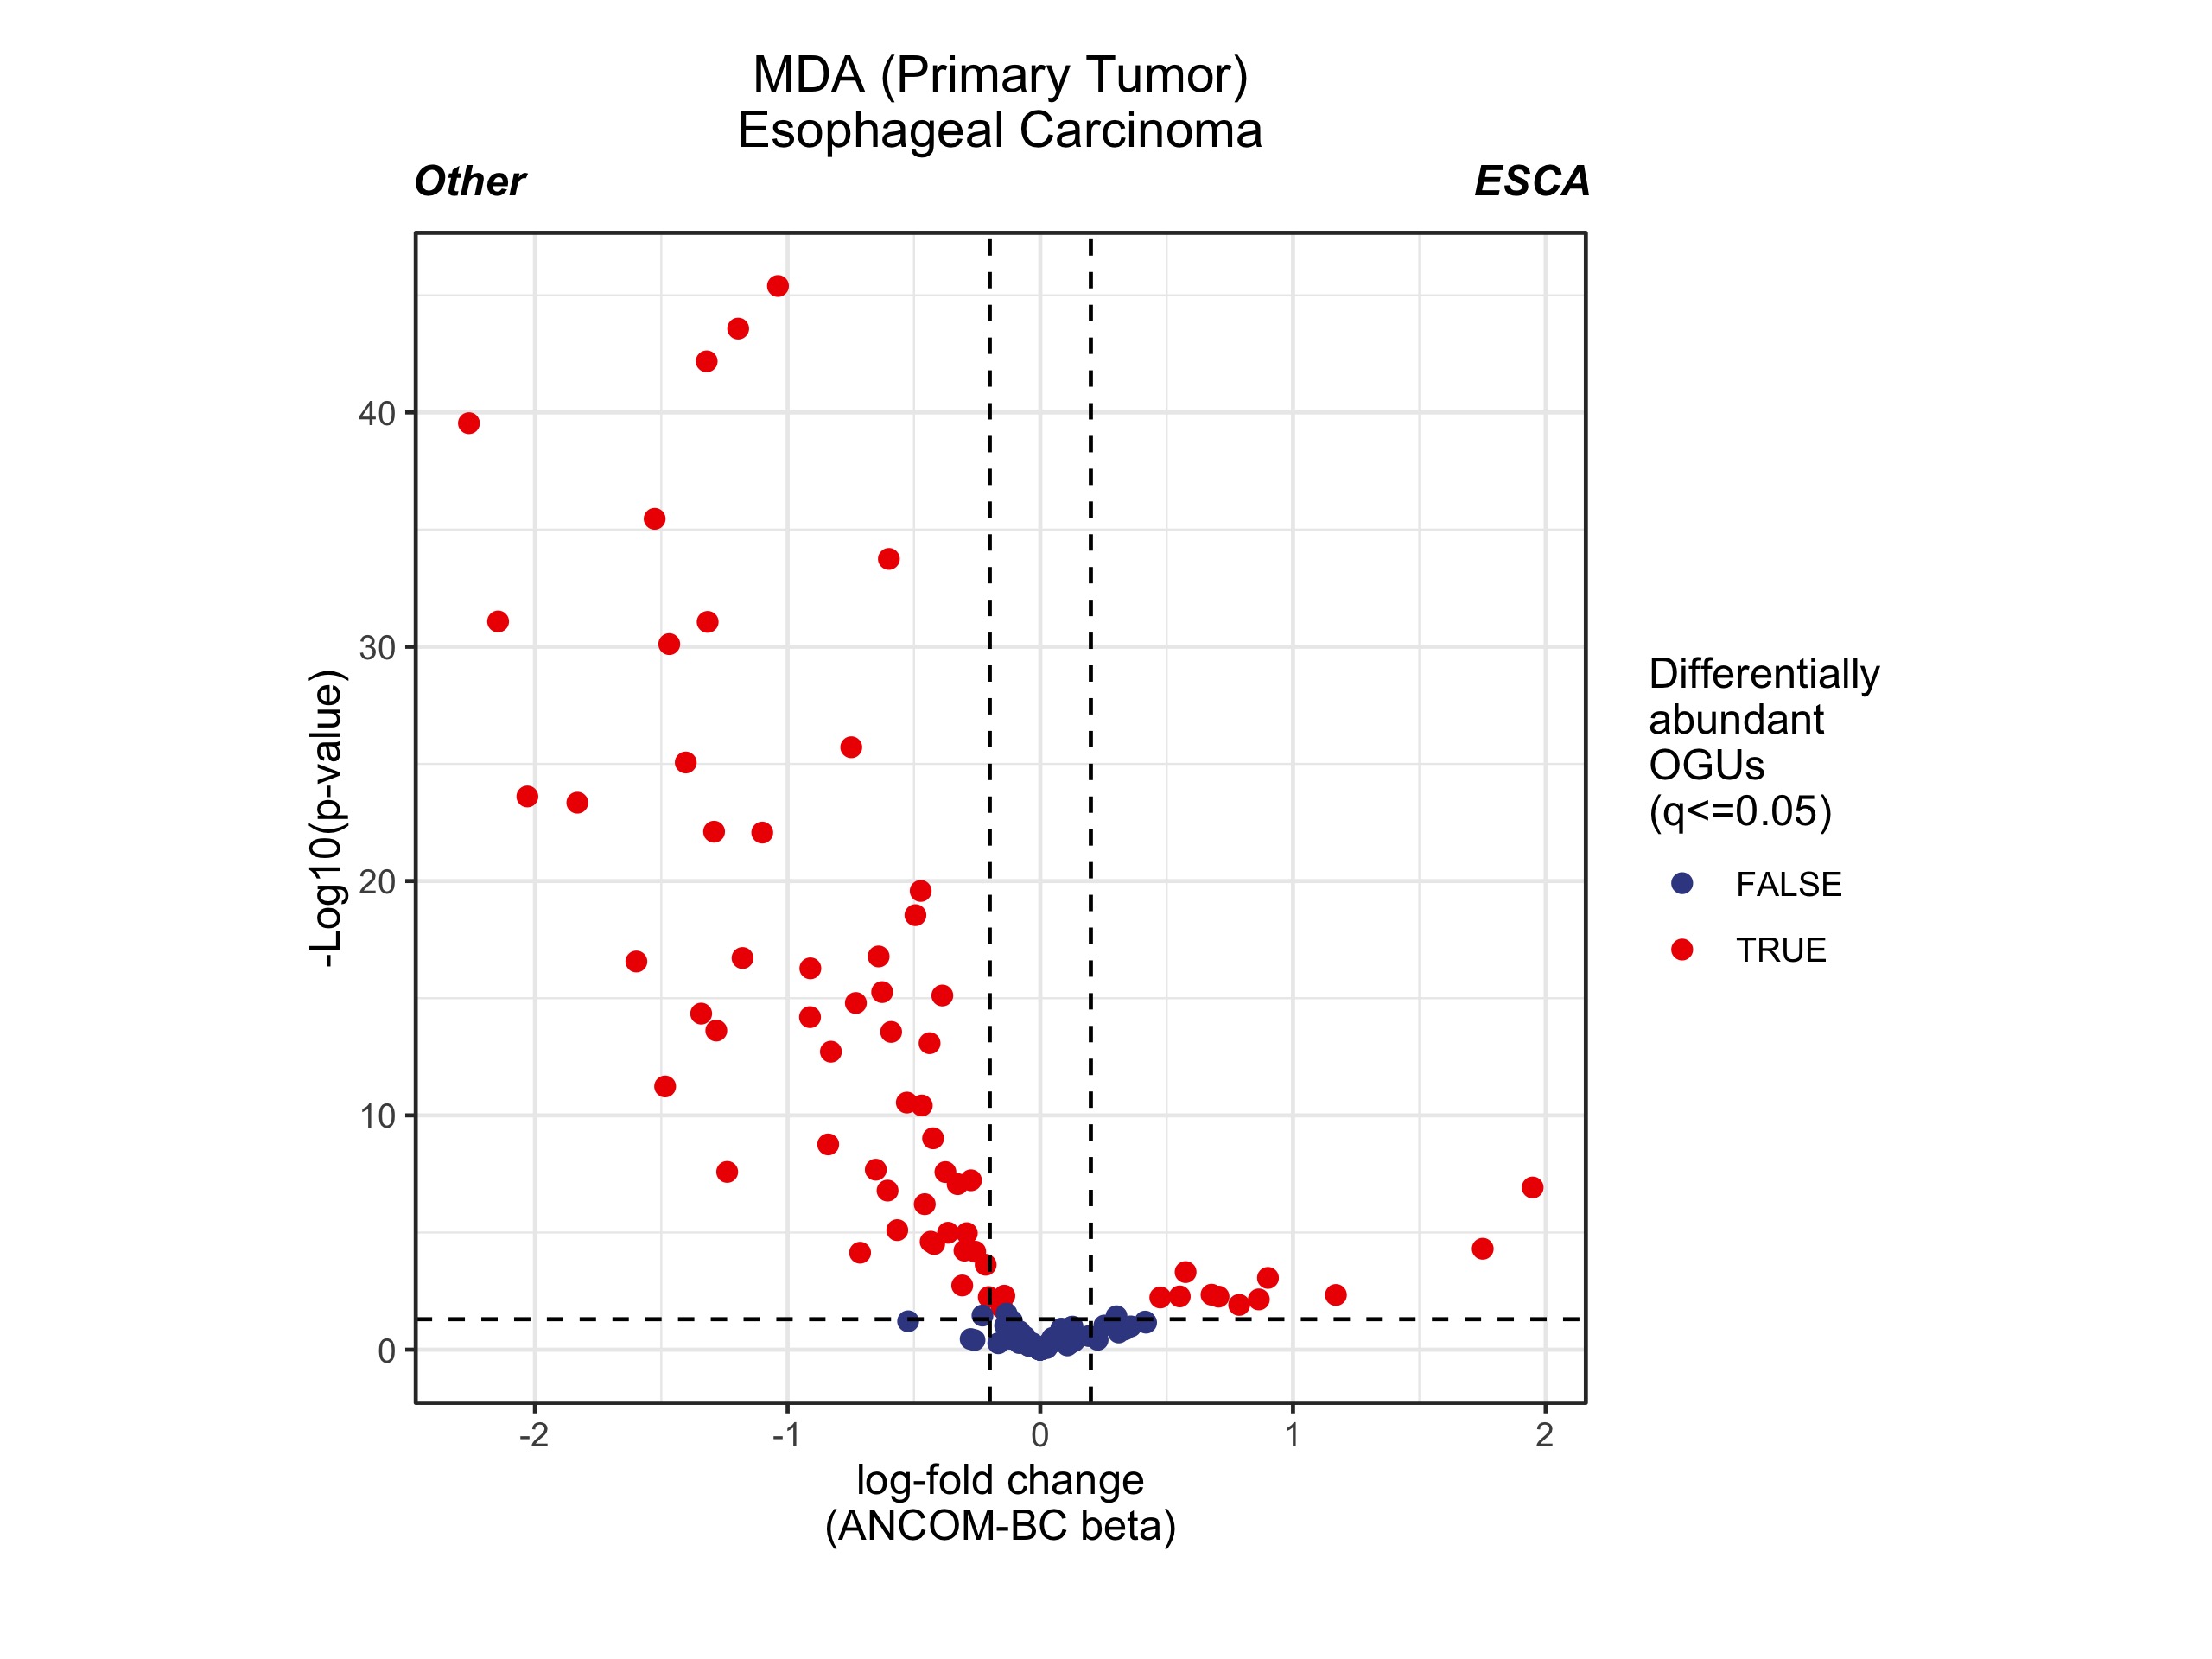 MDA (Primary Tumor)
Esophageal Carcinoma
Other
ESCA
40
30
20
10
0
-Log10(p-value)
-2
-1
0
1
2
log-fold change
(ANCOM-BC beta)
Differentially
abundant
OGUs
(q<=0.05)
FALSE
TRUE